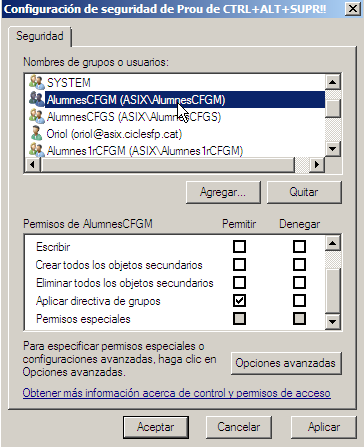 Configuración de seguridad de Prou de CTRL+ALT+SUPR!!
Seguridad
Nombres de grupos o usuarios:
SYSTEM
AlumnesCFGM (ASIX\AlumnesCFGM)
AlumnesCFGS (ASIX\AlumnesCFGS)
Oriol (oriol@asix.ciclesfp.cat)
Alumnes1rCFGM (ASIX\Alumnes1rCFGM)
Agregar... Quitar
Permisos de AlumnesCFGM Permitir Denegar
Escribir
Crear todos los objetos secundarios
Eliminar todos los objetos secundarios
Aplicar directiva de grupos
Permisos especiales
Para especificar permisos especiales o
configuraciones avanzadas, haga clic en
Opciones avanzadas.
Opciones avanzadas
Obtener más información acerca de control y permisos de acceso
Aceptar Cancelar Aplicar